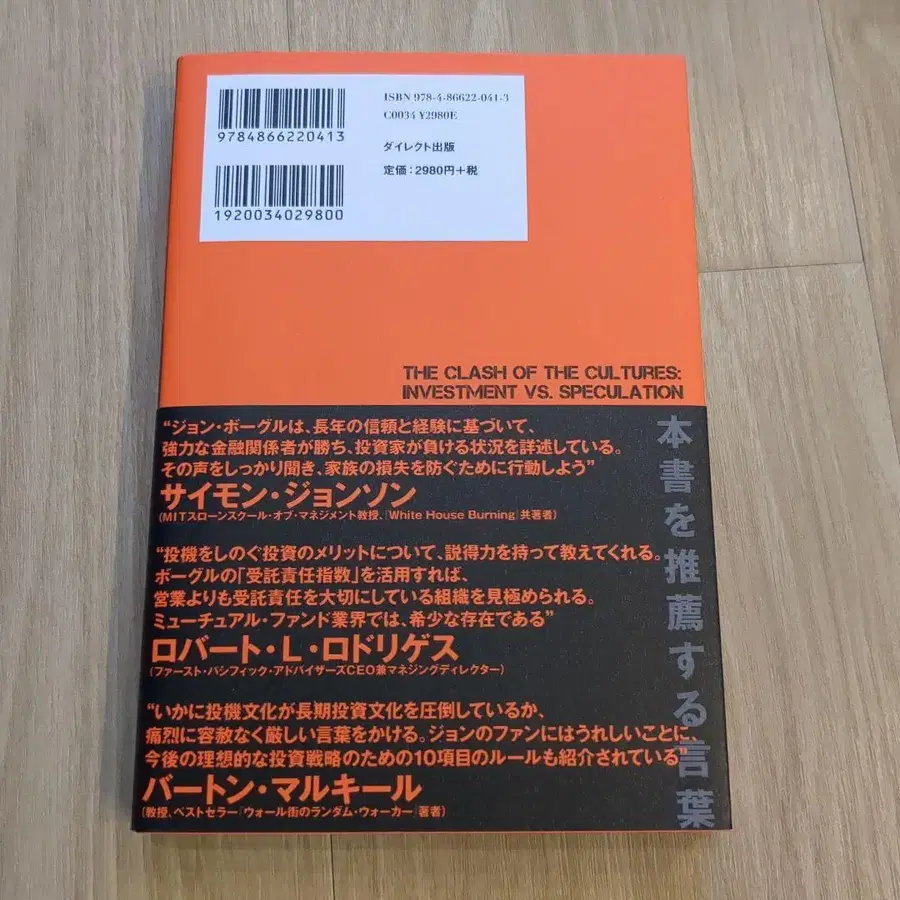 9784866220413
1920034029800
ISBN 978-4-86622-041-3
C0034 ¥2980E
ダイレクト出版
定価：2980円＋税
THE CLASH OF THE CULTURES:
INVESTMENT VS. SPECULATION
本書を推薦する言葉
“ジョン・ボーグルは、長年の信頼と経験に基づいて、
強力な金融関係者が勝ち、投資家が負ける状況を詳述している。
その声をしっかり聞き、家族の損失を防ぐために行動しよう”
サイモン・ジョンソン
(MITスローンスクール・オブ・マネジメント教授、『White House Burning』共著者)
“投機をしのぐ投資のメリットについて、説得力を持って教えてくれる。
ボーグルの「受託責任指数」を活用すれば、
営業よりも受託責任を大切にしている組織を見極められる。
ミューチュアル・ファンド業界では、希少な存在である”
ロバート・L・ロドリゲス
(ファースト・パシフィック・アドバイザーズCEO兼マネジングディレクター)
“いかに投機文化が長期投資文化を圧倒しているか、
痛烈に容赦なく厳しい言葉をかける。ジョンのファンにはうれしいことに、
今後の理想的な投資戦略のための10項目のルールも紹介されている”
バートン・マルキール
(教授、ベストセラー『ウォール街のランダム・ウォーカー』著者)